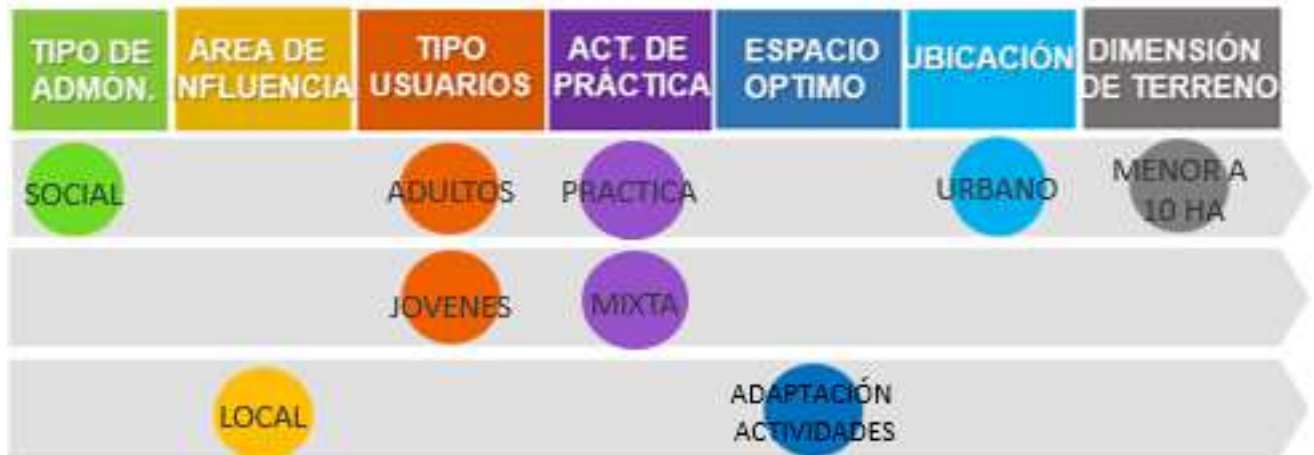 TIPO DE
ADMÓN.
ÁREA DE
INFLUENCIA
TIPO
USUARIOS
ACT. DE
PRÁCTICA
ESPACIO
OPTIMO
UBICACIÓN
DIMENSIÓN
DE TERRENO
SOCIAL
ADULTOS
PRACTICA
URBANO
MENOR A
10 HA
JOVENES
MIXTA
LOCAL
ADAPTACIÓN
ACTIVIDADES